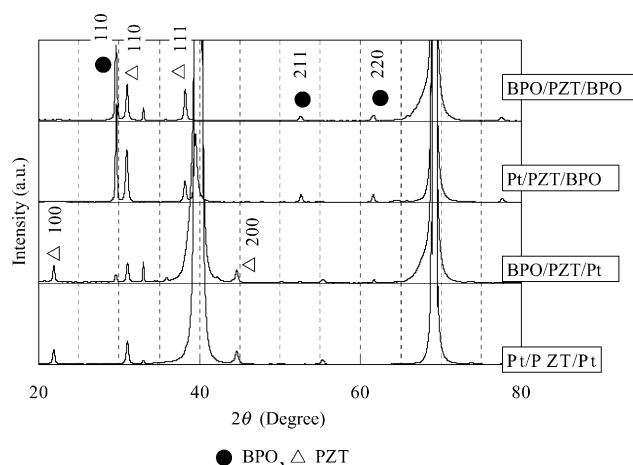 110
110
111
211
220
BPO/PZT/BPO
Pt/PZT/BPO
100
200
BPO/PZT/Pt
Pt/P ZT/Pt
Intensity (a.u.)
20 40 60 80
2θ (Degree)
● BPO、△ PZT